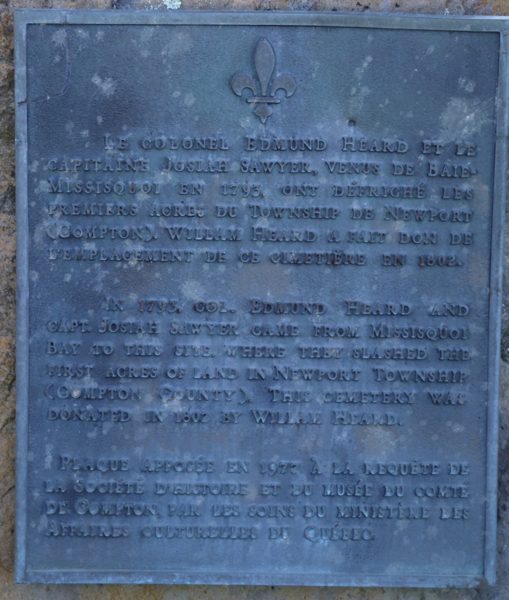 Le colonel Edmund Heard et le
capitaine Josiah Sawyer, venus de Baie-
Missisquoi en 1793, ont défriché les
premiers acres du Township de Newport
(Compton). Willam Heard a fait don de
l'emplacement de ce cimetière en 1802.
In 1793, Col. Edmund Heard and
Capt. Josiah Sawyer came from Missisquoi
Bay to this site where they slashed the
first acres of land in Newport Township
(Compton County). This cemetery was
donated in 1802 by Willam Heard.
Plaque apposée en 1977 à la requête de
la Société d'histoire et du musée du comté
de Compton par les soins du ministère des
Affaires culturelles du Québec.